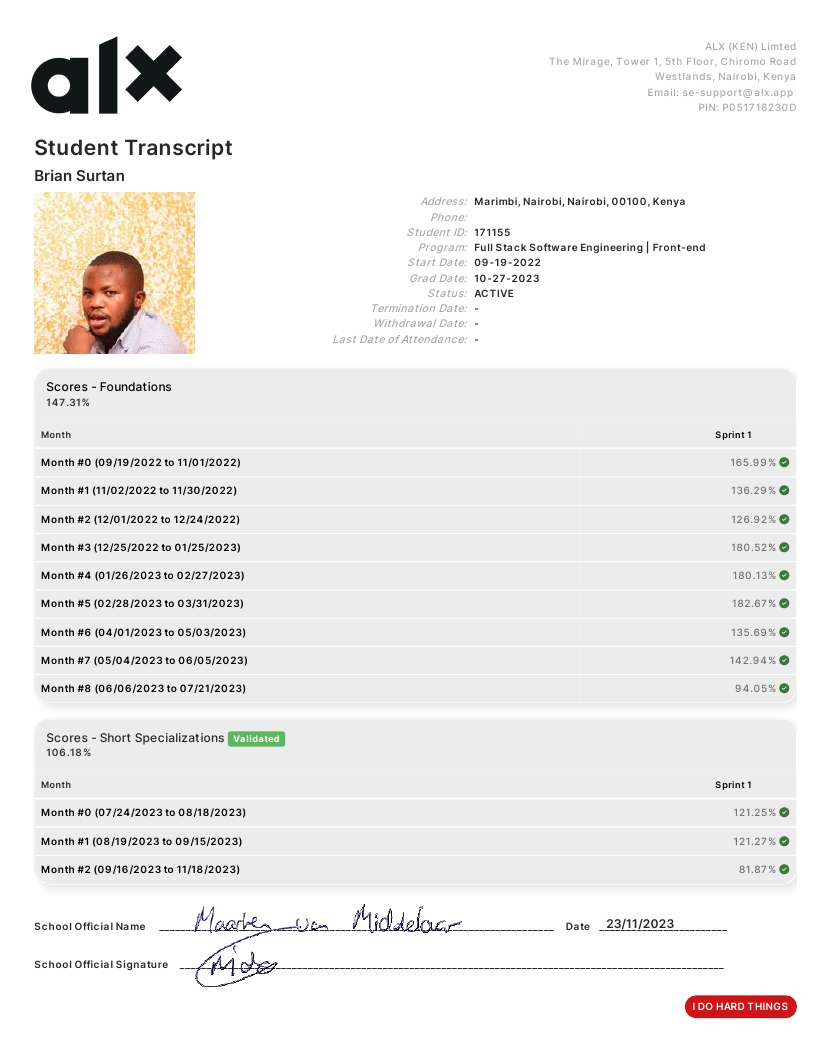 alx
ALX (KEN) Limted
The Mirage, Tower 1, 5th Floor, Chiromo Road
Westlands, Nairobi, Kenya
Email: se-support@alx.app
PIN: P051716230D
Student Transcript
Brian Surtan
Address: Marimbi, Nairobi, Nairobi, 00100, Kenya
Phone:
Student ID: 171155
Program: Full Stack Software Engineering | Front-end
Start Date: 09-19-2022
Grad Date: 10-27-2023
Status: ACTIVE
Termination Date: -
Withdrawal Date: -
Last Date of Attendance: -
Scores - Foundations
147.31%
Month Sprint 1
Month #0 (09/19/2022 to 11/01/2022) 165.99%
Month #1 (11/02/2022 to 11/30/2022) 136.29%
Month #2 (12/01/2022 to 12/24/2022) 126.92%
Month #3 (12/25/2022 to 01/25/2023) 180.52%
Month #4 (01/26/2023 to 02/27/2023) 180.13%
Month #5 (02/28/2023 to 03/31/2023) 182.67%
Month #6 (04/01/2023 to 05/03/2023) 135.69%
Month #7 (05/04/2023 to 06/05/2023) 142.94%
Month #8 (06/06/2023 to 07/21/2023) 94.05%
Scores - Short Specializations Validated
106.18%
Month Sprint 1
Month #0 (07/24/2023 to 08/18/2023) 121.25%
Month #1 (08/19/2023 to 09/15/2023) 121.27%
Month #2 (09/16/2023 to 11/18/2023) 81.87%
School Official Name Maarten van Middelaar Date 23/11/2023
School Official Signature
I DO HARD THINGS